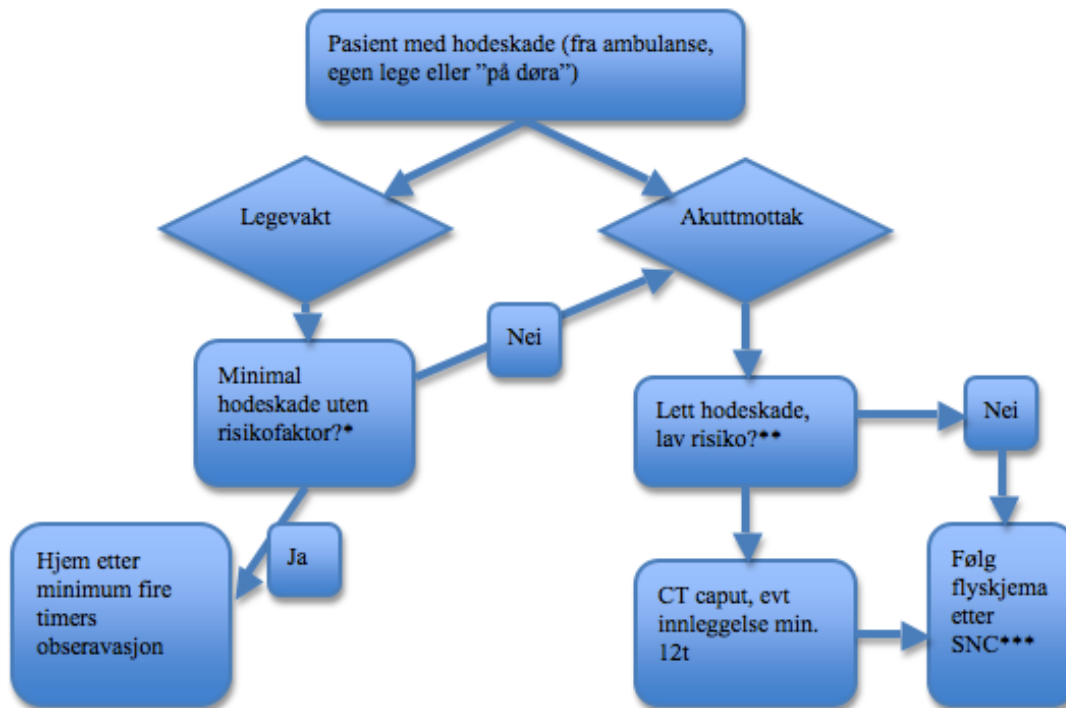 Pasient med hodeskade (fra ambulanse,
egen lege eller ”på døra”)
Legevakt
Akuttmottak
Nei
Minimal
hodeskade uten
risikofaktor?*
Lett hodeskade,
lav risiko?**
Nei
Ja
Hjem etter
minimum fire
timers
obseravasjon
CT caput, evt
innleggelse min.
12t
Følg
flyskjema
etter
SNC***